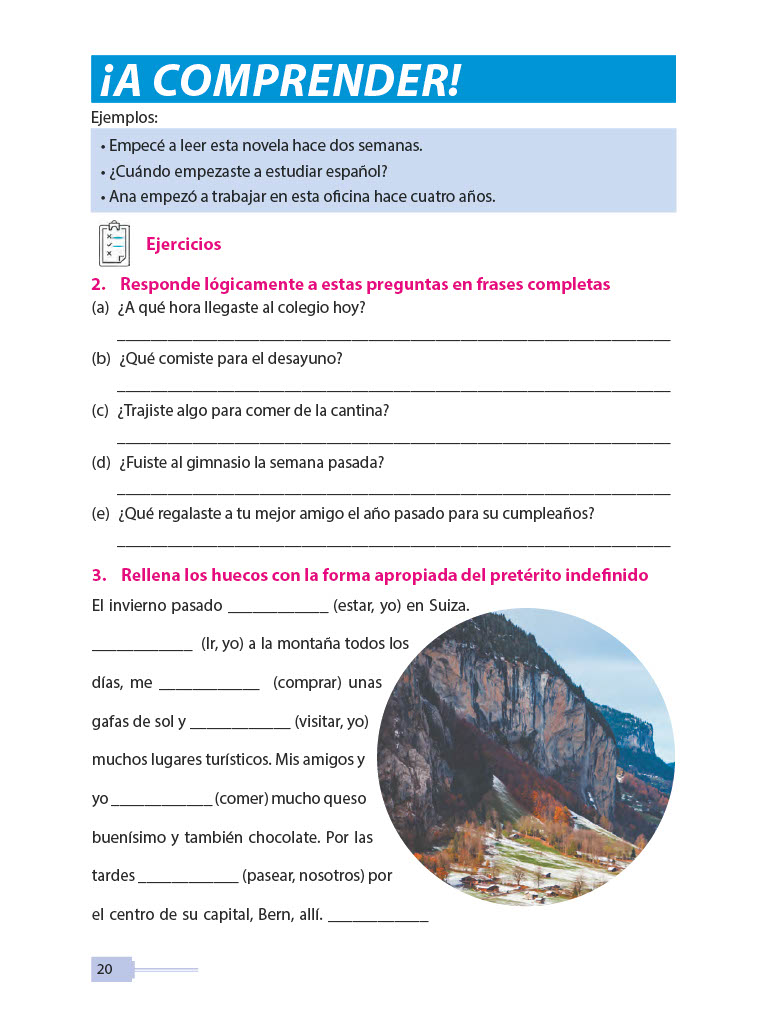 ¡A COMPRENDER!
Ejemplos:
• Empecé a leer esta novela hace dos semanas.
• ¿Cuándo empezaste a estudiar español?
• Ana empezó a trabajar en esta oficina hace cuatro años.
Ejercicios
2. Responde lógicamente a estas preguntas en frases completas
(a) ¿A qué hora llegaste al colegio hoy?
(b) ¿Qué comiste para el desayuno?
(c) ¿Trajiste algo para comer de la cantina?
(d) ¿Fuiste al gimnasio la semana pasada?
(e) ¿Qué regalaste a tu mejor amigo el año pasado para su cumpleaños?
3. Rellena los huecos con la forma apropiada del pretérito indefinido
El invierno pasado ____________ (estar, yo) en Suiza.
____________ (Ir, yo) a la montaña todos los
días, me ____________ (comprar) unas
gafas de sol y ____________ (visitar, yo)
muchos lugares turísticos. Mis amigos y
yo ____________ (comer) mucho queso
buenísimo y también chocolate. Por las
tardes ____________ (pasear, nosotros) por
el centro de su capital, Bern, allí. ____________
20